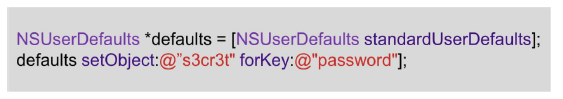 NSUserDefaults *defaults = [NSUserDefaults standardUserDefaults];
defaults setObject:@”s3cr3t" forKey:@"password"];